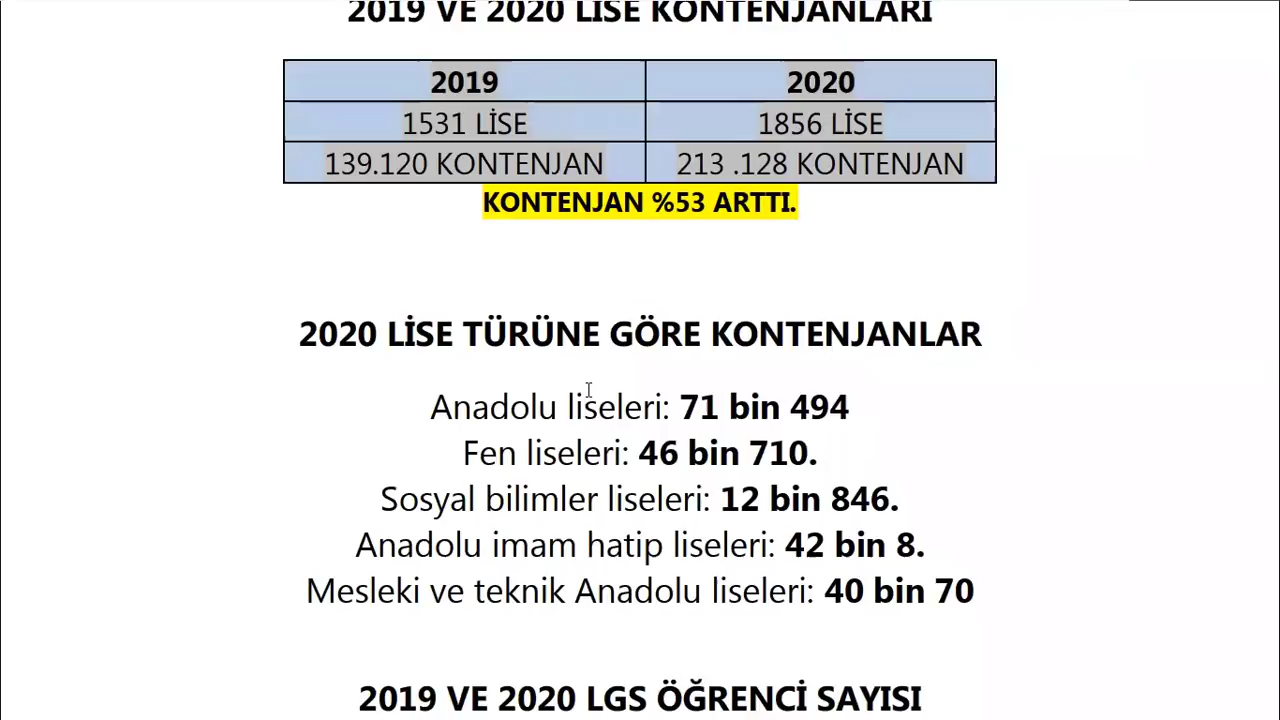 2019 VE 2020 LİSE KONTENJANLARI
2019 2020
1531 LİSE 1856 LİSE
139.120 KONTENJAN 213 .128 KONTENJAN
KONTENJAN %53 ARTTI.
2020 LİSE TÜRÜNE GÖRE KONTENJANLAR
Anadolu liseleri: 71 bin 494
Fen liseleri: 46 bin 710.
Sosyal bilimler liseleri: 12 bin 846.
Anadolu imam hatip liseleri: 42 bin 8.
Mesleki ve teknik Anadolu liseleri: 40 bin 70
2019 VE 2020 LGS ÖĞRENCİ SAYISI